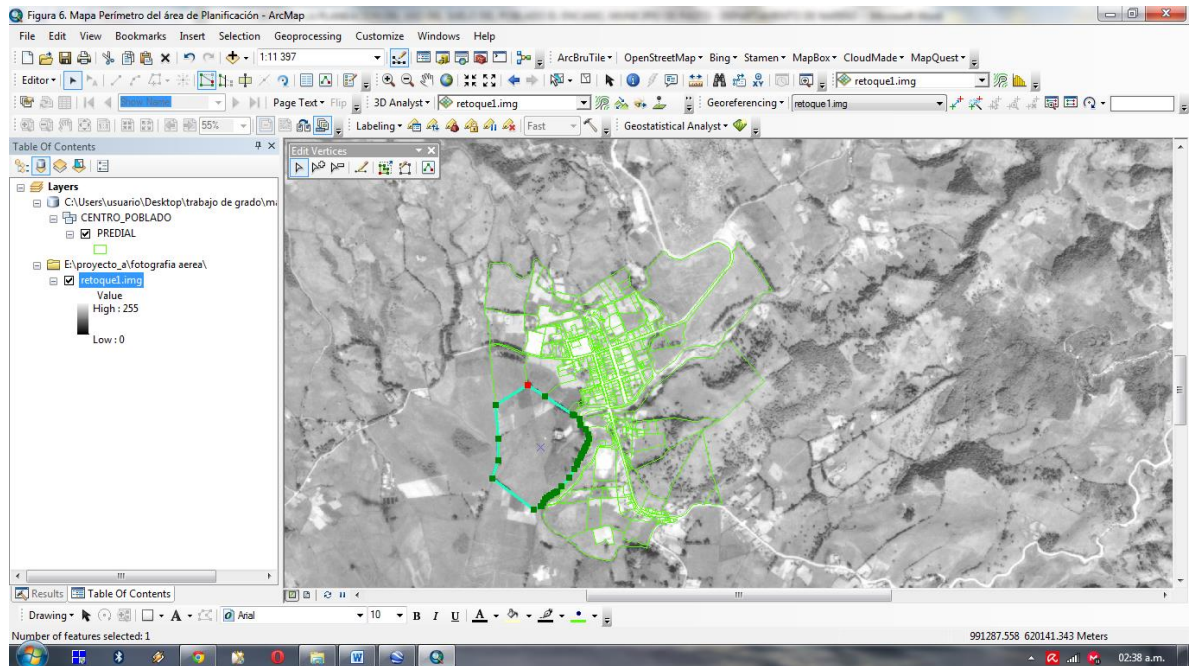 Figura 6. Mapa Perímetro del área de Planificación - ArcMap
File Edit View Bookmarks Insert Selection Geoprocessing Customize Windows Help
1:11 397 ArcBruTile OpenStreetMap Bing Stamen MapBox CloudMade MapQuest
Editor retoque1.img
Show Name Page Text Flip 3D Analyst retoque1.img Georeferencing retoque1.img
55% Labeling Fast Geostatistical Analyst
Table Of Contents
Edit Vertices
Layers
C:\Users\usuario\Desktop\trabajo de grado\ma
CENTRO_POBLADO
PREDIAL
E:\proyecto_a\fotografia aerea\
retoque1.img
Value
High : 255
Low : 0
Results Table Of Contents
Drawing A Arial 10 B I U A
Number of features selected: 1 991287.558 620141.343 Meters
02:38 a.m.